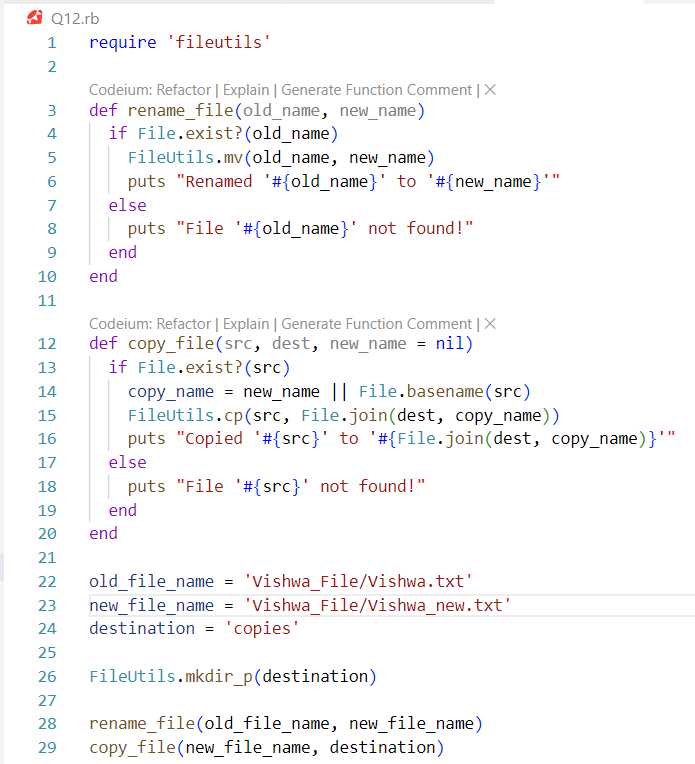 Q12.rb
1 require 'fileutils'
2
Codeium: Refactor | Explain | Generate Function Comment | ×
3 def rename_file(old_name, new_name)
4   if File.exist?(old_name)
5     FileUtils.mv(old_name, new_name)
6     puts "Renamed '#{old_name}' to '#{new_name}'"
7   else
8     puts "File '#{old_name}' not found!"
9   end
10 end
11
Codeium: Refactor | Explain | Generate Function Comment | ×
12 def copy_file(src, dest, new_name = nil)
13   if File.exist?(src)
14     copy_name = new_name || File.basename(src)
15     FileUtils.cp(src, File.join(dest, copy_name))
16     puts "Copied '#{src}' to '#{File.join(dest, copy_name)}'"
17   else
18     puts "File '#{src}' not found!"
19   end
20 end
21
22 old_file_name = 'Vishwa_File/Vishwa.txt'
23 new_file_name = 'Vishwa_File/Vishwa_new.txt'
24 destination = 'copies'
25
26 FileUtils.mkdir_p(destination)
27
28 rename_file(old_file_name, new_file_name)
29 copy_file(new_file_name, destination)